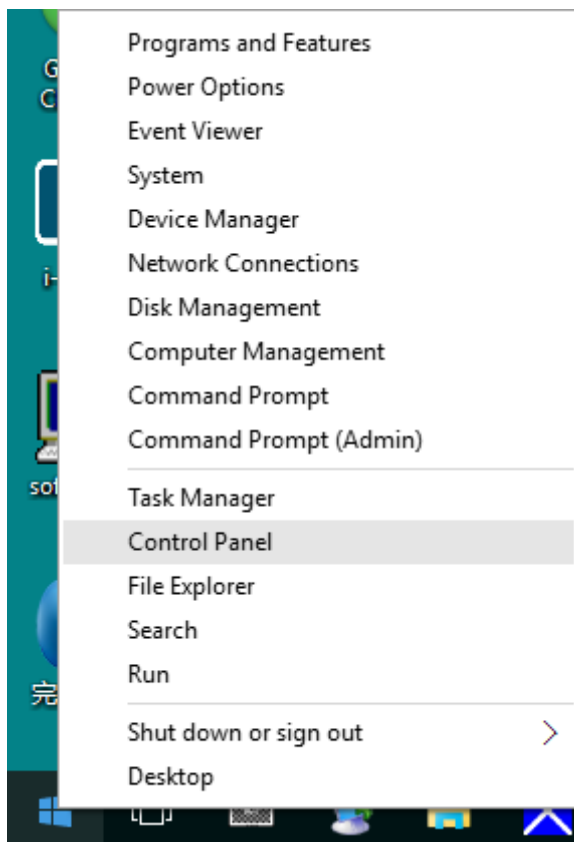 Programs and Features
Power Options
Event Viewer
System
Device Manager
Network Connections
Disk Management
Computer Management
Command Prompt
Command Prompt (Admin)
Task Manager
Control Panel
File Explorer
Search
Run
Shut down or sign out
Desktop